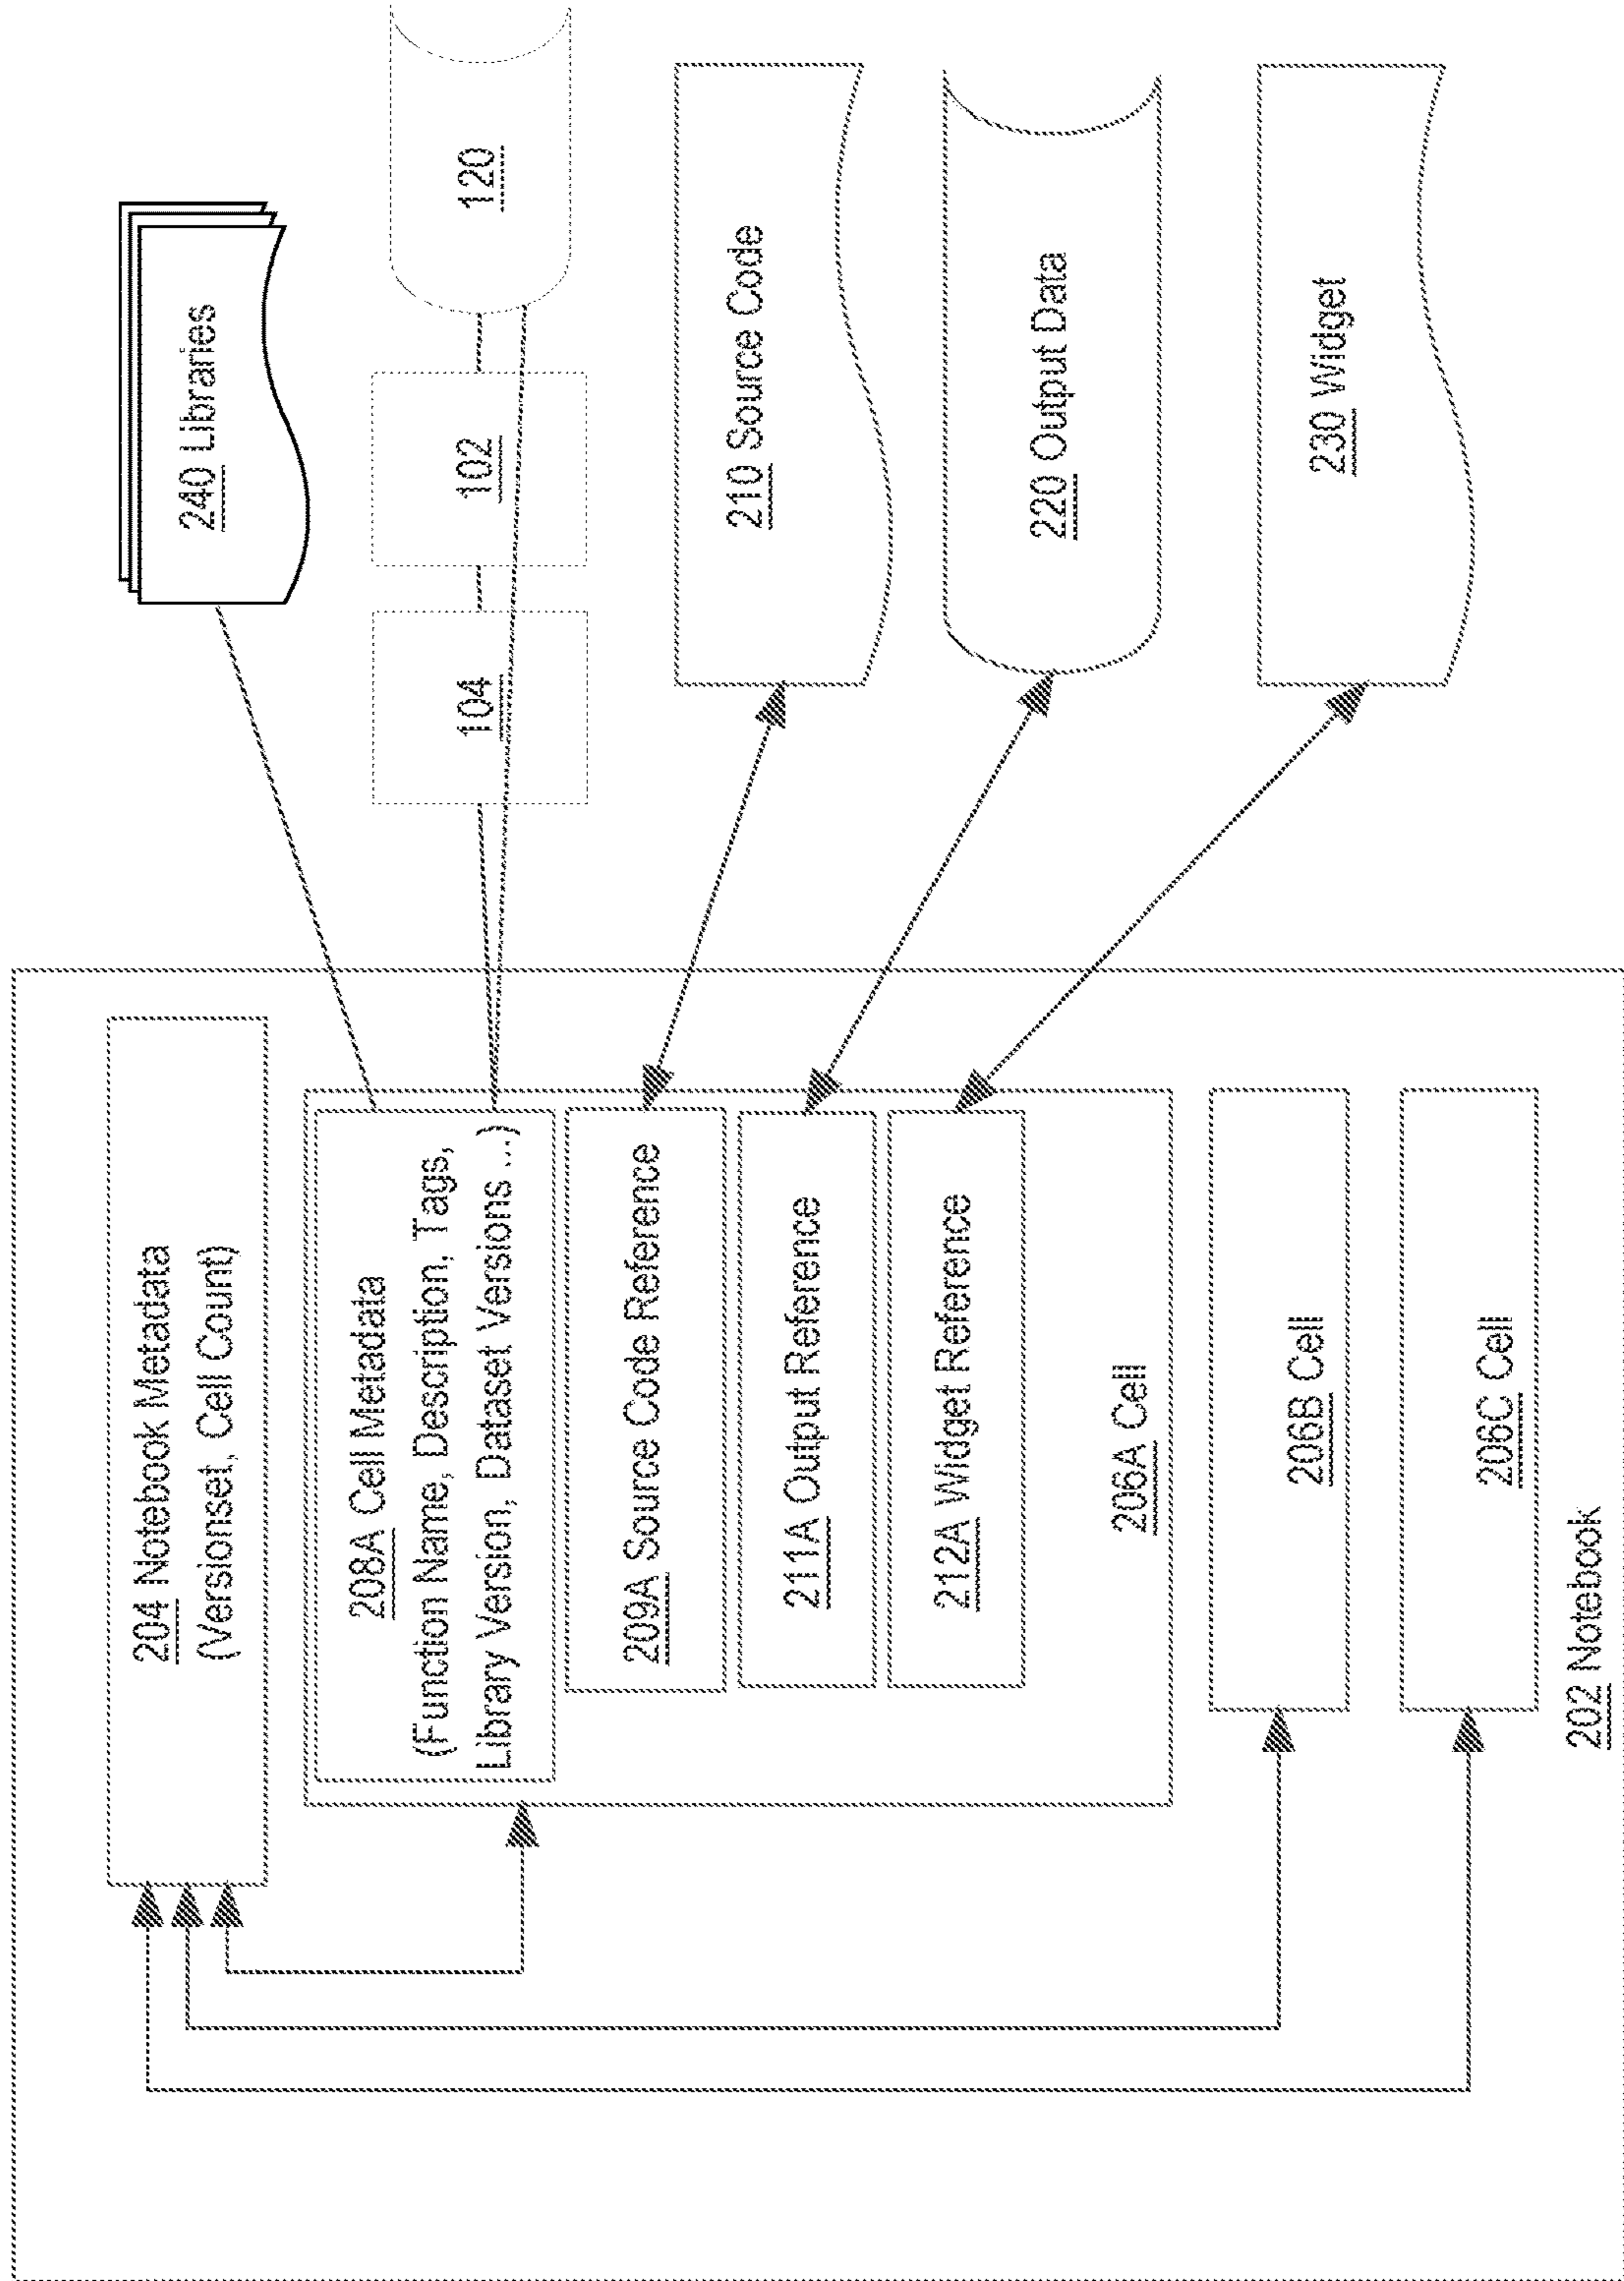 204 Notebook Metadata
(Versionset, Cell Count)
208A Cell Metadata
(Function Name, Description, Tags,
Library Version, Dataset Versions ...)
209A Source Code Reference
211A Output Reference
212A Widget Reference
206A Cell
206B Cell
206C Cell
202 Notebook
240 Libraries
104
102
120
210 Source Code
220 Output Data
230 Widget